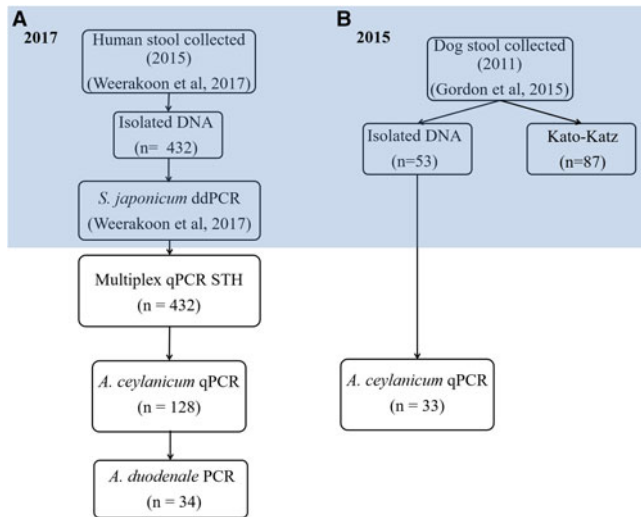 A
2017
Human stool collected
(2015)
(Weerakoon et al, 2017)
Isolated DNA
(n= 432)
S. japonicum ddPCR
(Weerakoon et al, 2017)
Multiplex qPCR STH
(n = 432)
A. ceylanicum qPCR
(n = 128)
A. duodenale PCR
(n = 34)
B
2015
Dog stool collected
(2011)
(Gordon et al, 2015)
Isolated DNA
(n=53)
Kato-Katz
(n=87)
A. ceylanicum qPCR
(n = 33)